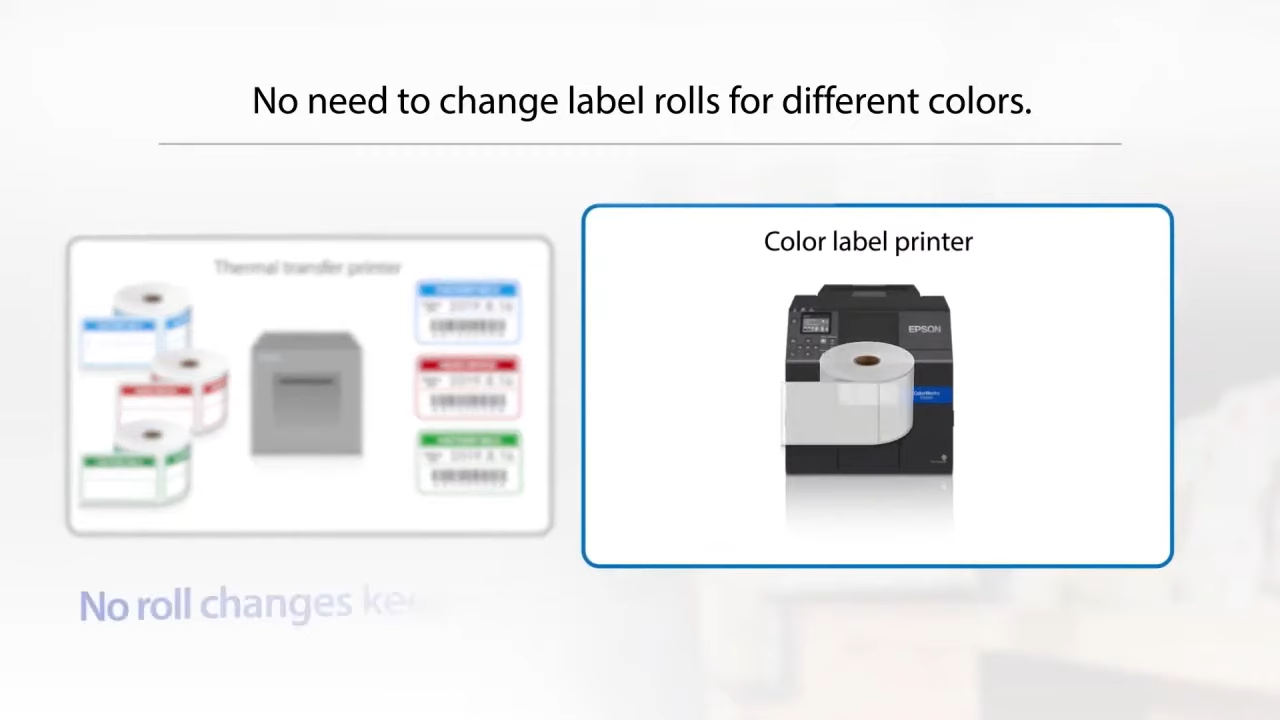 No need to change label rolls for different colors.
Thermal transfer printer
Color label printer
EPSON
ColorWorks
No roll changes